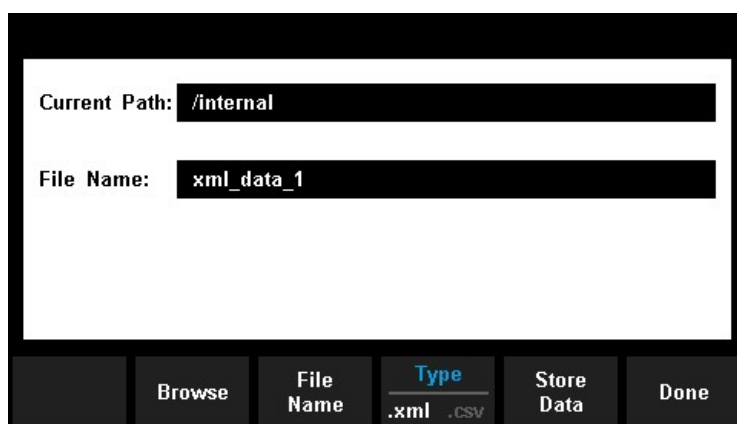 Current Path: /internal
File Name: xml_data_1
Browse
File
Name
Type
.xml .csv
Store
Data
Done